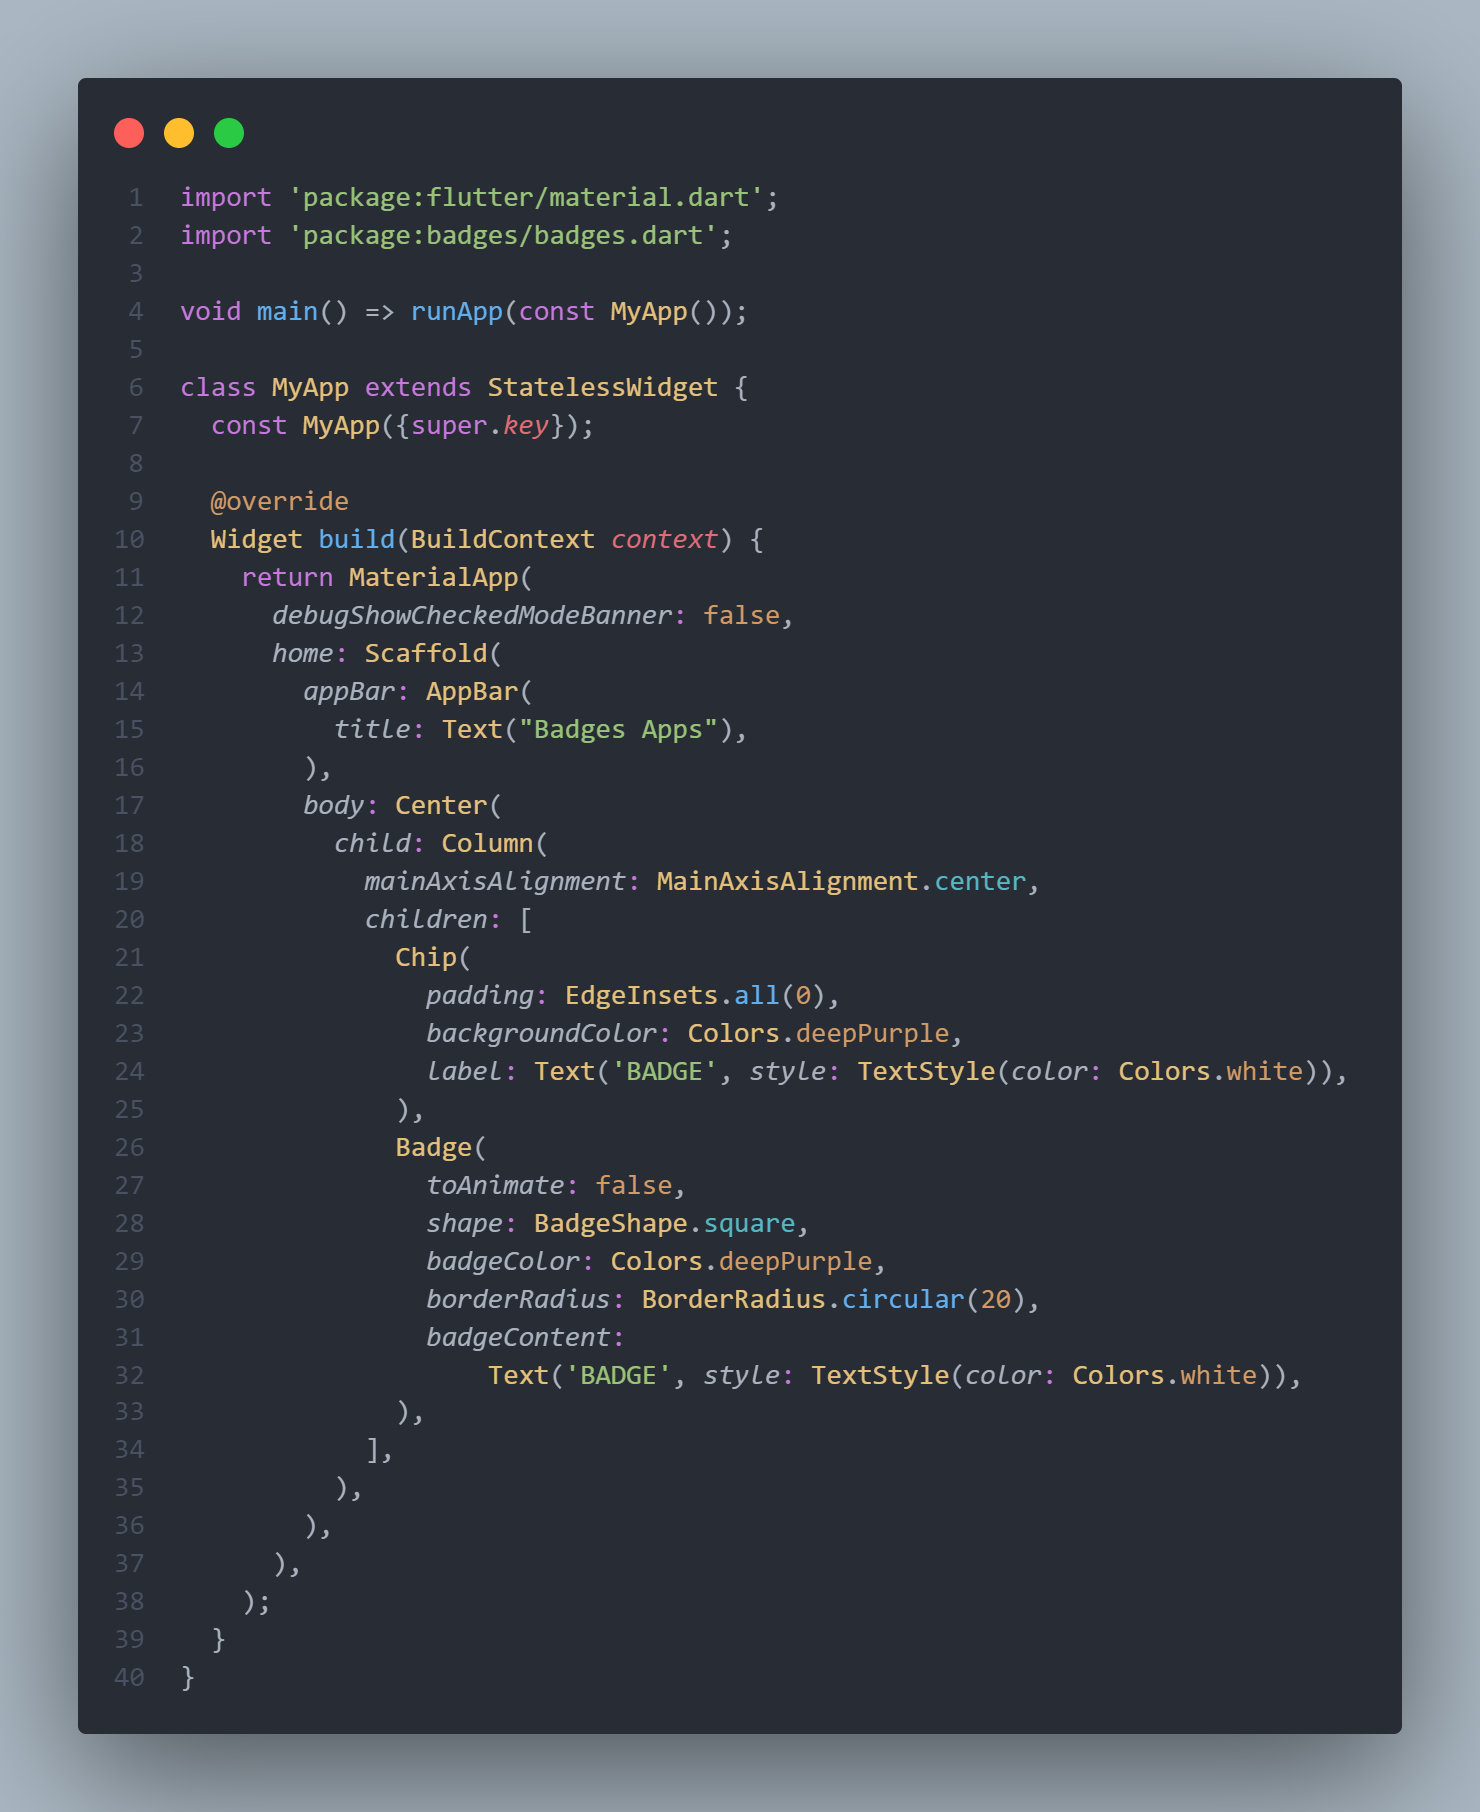 1 import 'package:flutter/material.dart';
2 import 'package:badges/badges.dart';
3
4 void main() => runApp(const MyApp());
5
6 class MyApp extends StatelessWidget {
7   const MyApp({super.key});
8
9   @override
10   Widget build(BuildContext context) {
11     return MaterialApp(
12       debugShowCheckedModeBanner: false,
13       home: Scaffold(
14         appBar: AppBar(
15           title: Text("Badges Apps"),
16         ),
17         body: Center(
18           child: Column(
19             mainAxisAlignment: MainAxisAlignment.center,
20             children: [
21               Chip(
22                 padding: EdgeInsets.all(0),
23                 backgroundColor: Colors.deepPurple,
24                 label: Text('BADGE', style: TextStyle(color: Colors.white)),
25               ),
26               Badge(
27                 toAnimate: false,
28                 shape: BadgeShape.square,
29                 badgeColor: Colors.deepPurple,
30                 borderRadius: BorderRadius.circular(20),
31                 badgeContent:
32                     Text('BADGE', style: TextStyle(color: Colors.white)),
33               ),
34             ],
35           ),
36         ),
37       ),
38     );
39   }
40 }